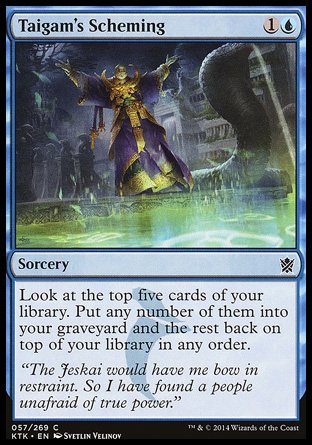 Taigam's Scheming 1
Sorcery
Look at the top five cards of your
library. Put any number of them into
your graveyard and the rest back on
top of your library in any order.
"The Jeskai would have me bow in
restraint. So I have found a people
unafraid of true power."
057/269 C
KTK • EN Svetlin Velinov
™ & © 2014 Wizards of the Coast